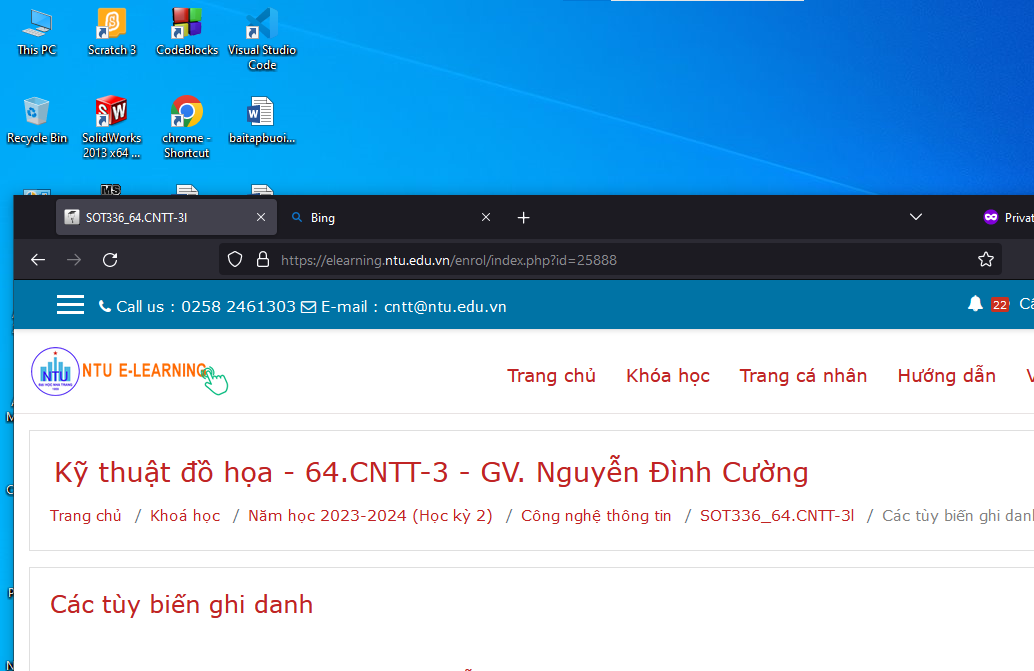 This PC
Scratch 3
CodeBlocks
Visual Studio Code
Recycle Bin
SolidWorks 2013 x64 ...
chrome - Shortcut
baitapbuoi...
MS
SOT336_64.CNTT-3I
Bing
https://elearning.ntu.edu.vn/enrol/index.php?id=25888
Call us : 0258 2461303 E-mail : cntt@ntu.edu.vn
22
NTU
NTU E-LEARNING
Trang chủ Khóa học Trang cá nhân Hướng dẫn
Kỹ thuật đồ họa - 64.CNTT-3 - GV. Nguyễn Đình Cường
Trang chủ / Khoá học / Năm học 2023-2024 (Học kỳ 2) / Công nghệ thông tin / SOT336_64.CNTT-3I / Các tùy biến ghi
Các tùy biến ghi danh